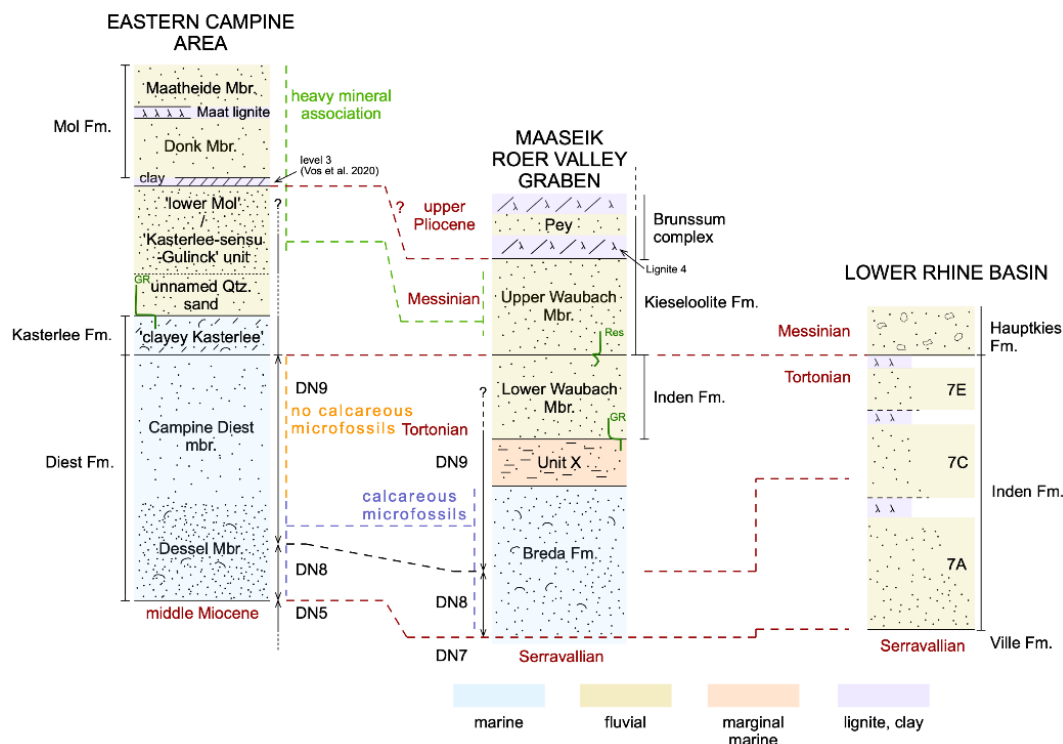 EASTERN CAMPINE
AREA
Maatheide Mbr.
Maat lignite
Mol Fm.
Donk Mbr.
clay
level 3
(Vos et al. 2020)
heavy mineral
association
?
'lower Mol'
/
'Kasterlee-sensu
-Gulinck' unit
GR
unnamed Qtz.
sand
Kasterlee Fm.
'clayey Kasterlee'
Diest Fm.
Campine Diest
mbr.
Dessel Mbr.
middle Miocene
DN9
DN8
DN5
no calcareous
microfossils
calcareous
microfossils
MAASEIK
ROER VALLEY
GRABEN
?
upper
Pliocene
Pey
Brunssum
complex
Lignite 4
Messinian
Upper Waubach
Mbr.
Kieseloolite Fm.
Res
Lower Waubach
Mbr.
Inden Fm.
?
Tortonian
GR
DN9
Unit X
Breda Fm.
DN8
DN7
Serravallian
LOWER RHINE BASIN
Messinian
Hauptkies
Fm.
Tortonian
7E
7C
Inden Fm.
7A
Serravallian
Ville Fm.
marine
fluvial
marginal
marine
lignite, clay